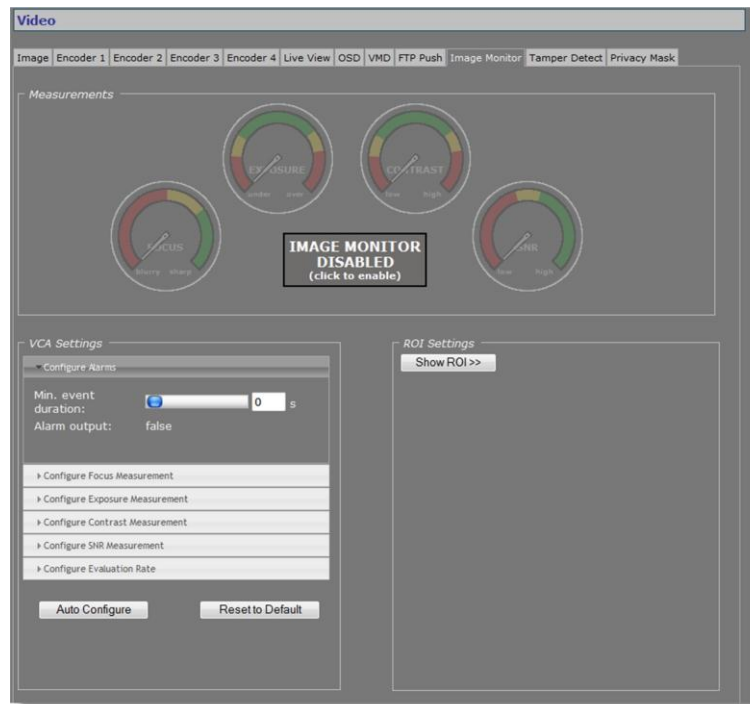 Video
Image Encoder 1 Encoder 2 Encoder 3 Encoder 4 Live View OSD VMD FTP Push Image Monitor Tamper Detect Privacy Mask
Measurements
EXPOSURE
under over
CONTRAST
low high
FOCUS
blurry sharp
SNR
low high
IMAGE MONITOR
DISABLED
(click to enable)
VCA Settings
Configure Alarms
Min. event
duration:
0 s
Alarm output: false
Configure Focus Measurement
Configure Exposure Measurement
Configure Contrast Measurement
Configure SNR Measurement
Configure Evaluation Rate
Auto Configure
Reset to Default
ROI Settings
Show ROI >>